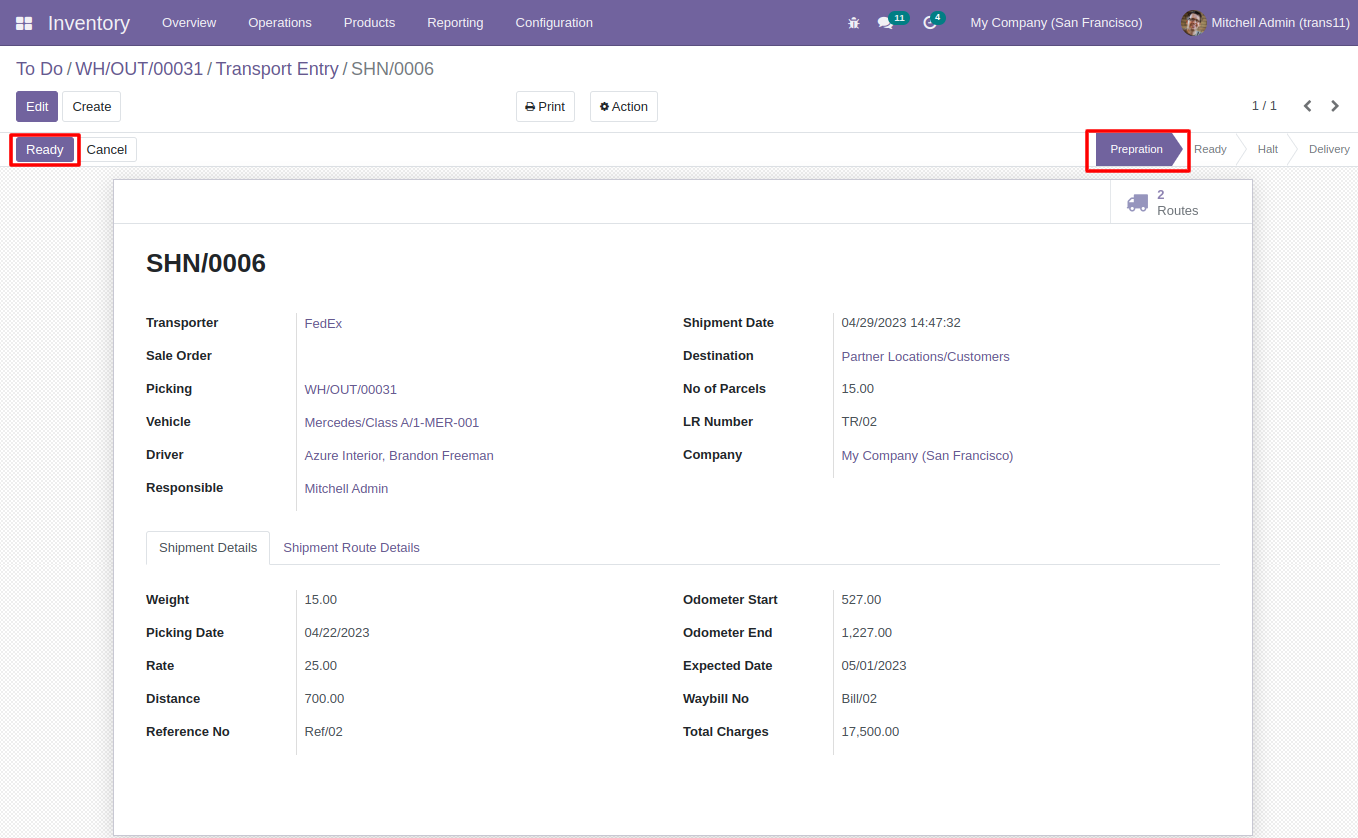 Inventory Overview Operations Products Reporting Configuration 11 4 My Company (San Francisco) Mitchell Admin (trans11)
To Do / WH/OUT/00031 / Transport Entry / SHN/0006
Edit Create Print Action 1 / 1
Ready Cancel Prepration Ready Halt Delivery
2
Routes
SHN/0006
Transporter FedEx Shipment Date 04/29/2023 14:47:32
Sale Order Destination Partner Locations/Customers
Picking WH/OUT/00031 No of Parcels 15.00
Vehicle Mercedes/Class A/1-MER-001 LR Number TR/02
Driver Azure Interior, Brandon Freeman Company My Company (San Francisco)
Responsible Mitchell Admin
Shipment Details Shipment Route Details
Weight 15.00 Odometer Start 527.00
Picking Date 04/22/2023 Odometer End 1,227.00
Rate 25.00 Expected Date 05/01/2023
Distance 700.00 Waybill No Bill/02
Reference No Ref/02 Total Charges 17,500.00